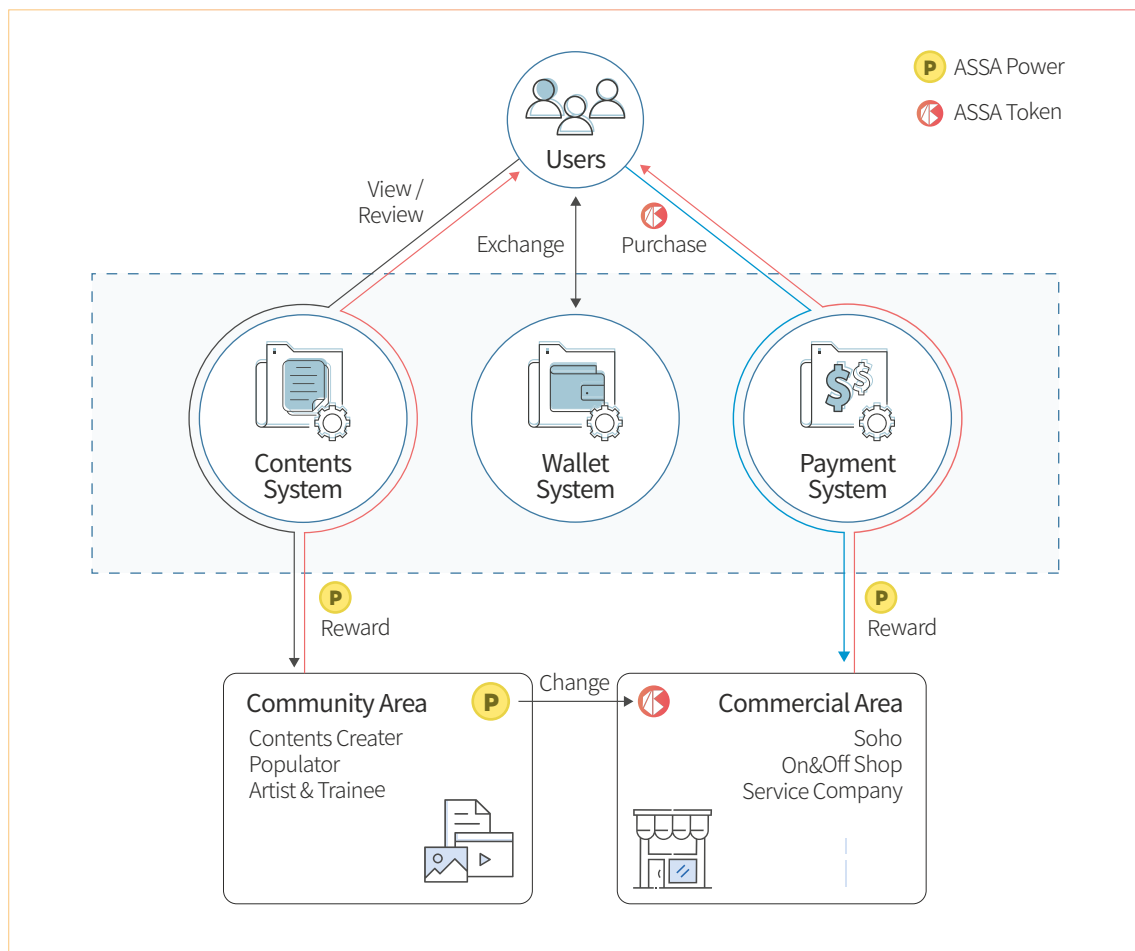 P ASSA Power
ASSA Token
Users
View /
Review
Exchange
Purchase
Contents
System
Wallet
System
$ $
Payment
System
P
Reward
P
Reward
Community Area
P
Contents Creater
Populator
Artist & Trainee
Change
Commercial Area
Soho
On&Off Shop
Service Company